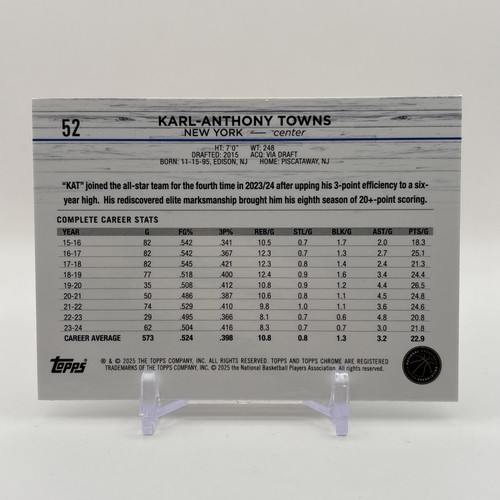 52
KARL-ANTHONY TOWNS
NEW YORK — center
HT: 7'0" WT: 248
DRAFTED: 2015 ACQ: VIA DRAFT
BORN: 11-15-95, EDISON, NJ HOME: PISCATAWAY, NJ
"KAT" joined the all-star team for the fourth time in 2023/24 after upping his 3-point efficiency to a six-
year high. His rediscovered elite marksmanship brought him his eighth season of 20+-point scoring.
COMPLETE CAREER STATS
YEAR G FG% 3P% REB/G STL/G BLK/G AST/G PTS/G
15-16 82 .542 .341 10.5 0.7 1.7 2.0 18.3
16-17 82 .542 .367 12.3 0.7 1.3 2.7 25.1
17-18 82 .545 .421 12.3 0.8 1.4 2.4 21.3
18-19 77 .518 .400 12.4 0.9 1.6 3.4 24.4
19-20 35 .508 .412 10.8 0.9 1.2 4.4 26.5
20-21 50 .486 .387 10.6 0.8 1.1 4.5 24.8
21-22 74 .529 .410 9.8 1.0 1.1 3.6 24.6
22-23 29 .495 .366 8.1 0.7 0.6 4.8 20.8
23-24 62 .504 .416 8.3 0.7 0.7 3.0 21.8
CAREER AVERAGE 573 .524 .398 10.8 0.8 1.3 3.2 22.9
Topps
® & © 2025 THE TOPPS COMPANY, INC. ALL RIGHTS RESERVED. TOPPS AND TOPPS CHROME ARE REGISTERED
TRADEMARKS OF THE TOPPS COMPANY, INC. © 2025 the National Basketball Players Association. All rights reserved.